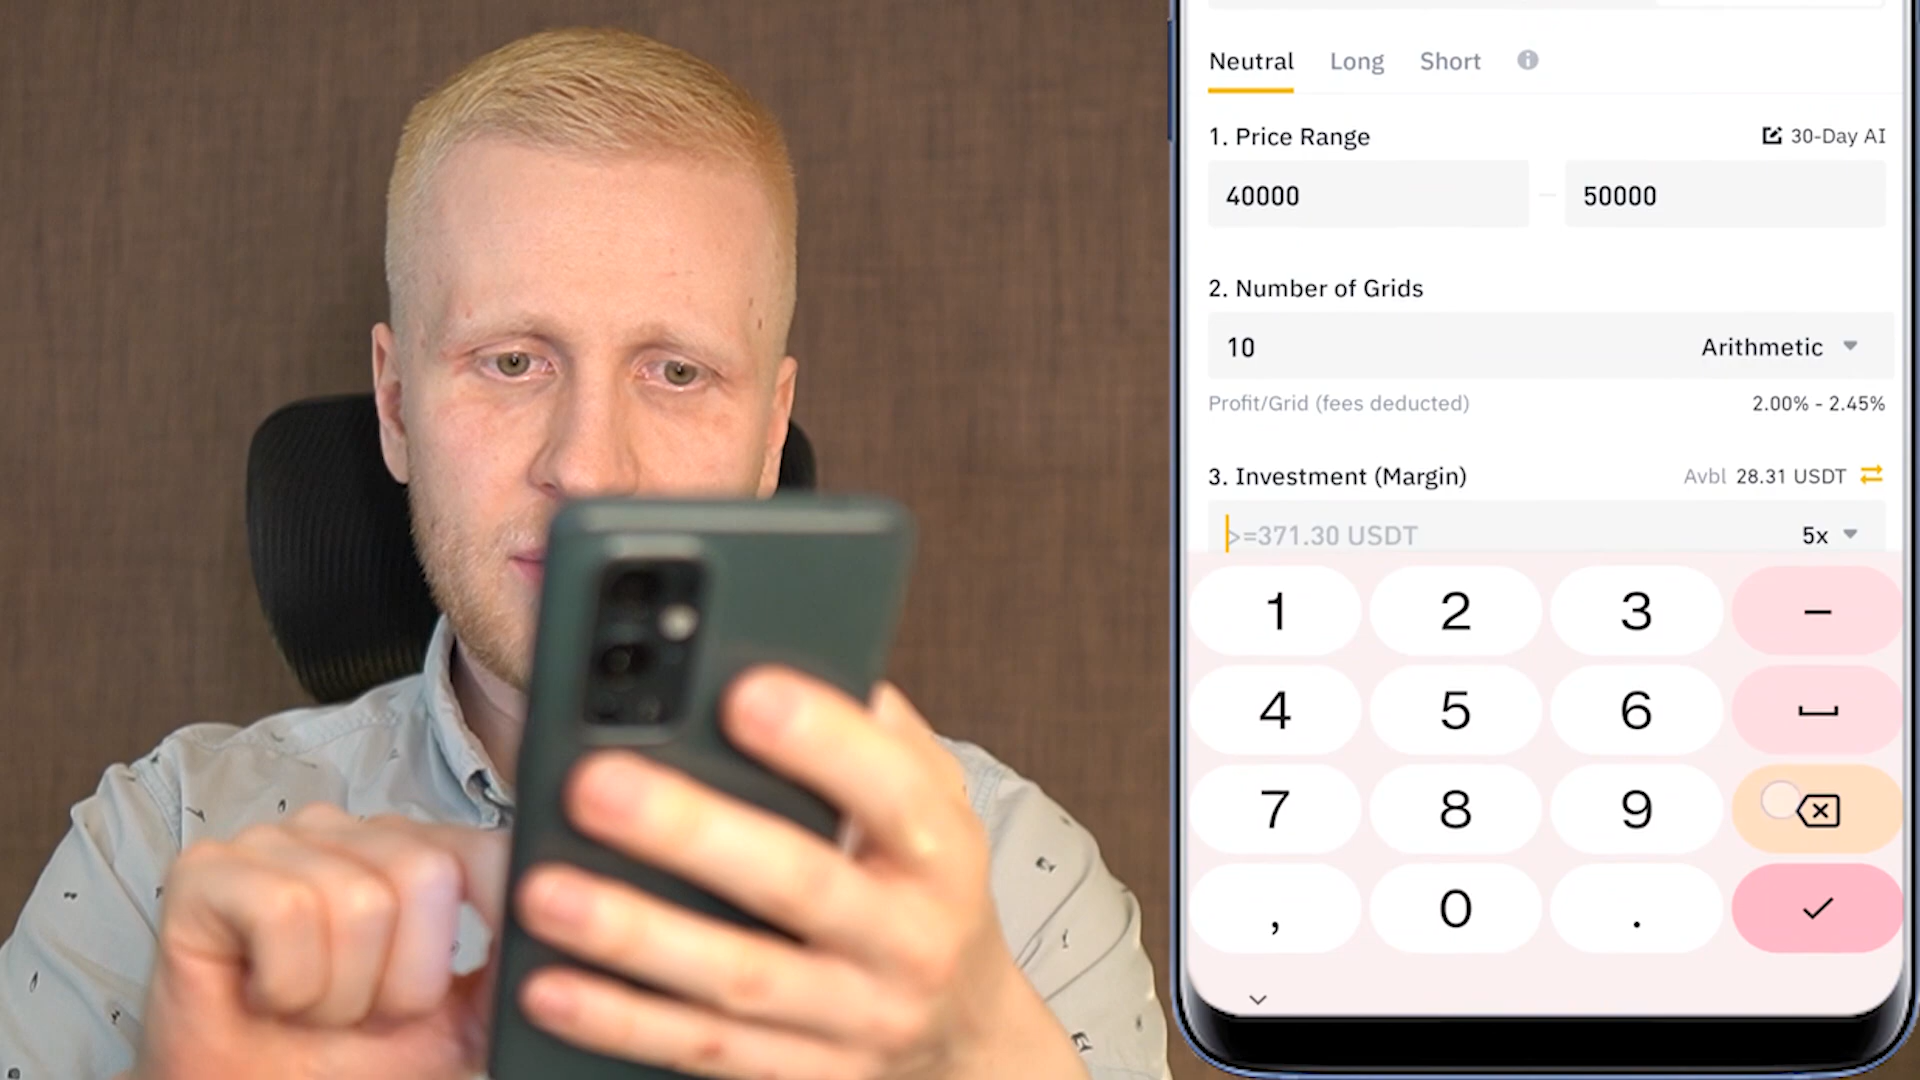 Neutral Long Short
1. Price Range 30-Day AI
40000 – 50000
2. Number of Grids
10 Arithmetic
Profit/Grid (fees deducted) 2.00% - 2.45%
3. Investment (Margin) Avbl 28.31 USDT
>=371.30 USDT 5x
1 2 3 –
4 5 6
7 8 9
, 0 .